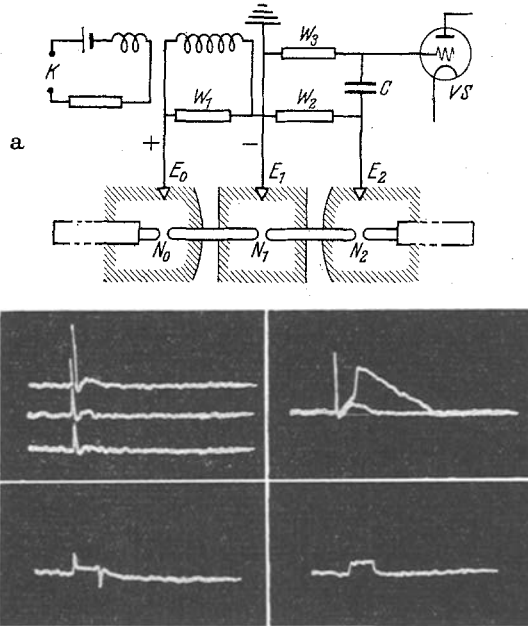 W₃
K
C
VS
W₁
W₂
a
+
−
E₀
E₁
E₂
N₀
N₁
N₂